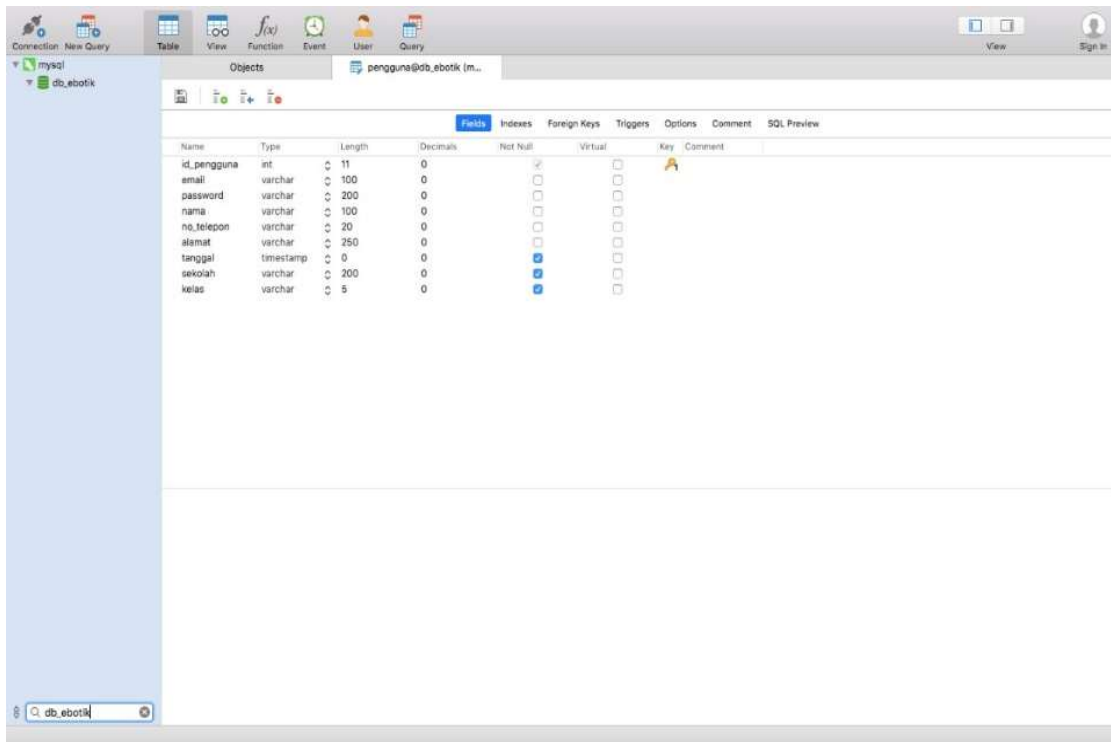 Connection New Query Table View Function Event User Query View Sign In
mysql
db_ebotik
Objects pengguna@db_ebotik (m...
Fields Indexes Foreign Keys Triggers Options Comment SQL Preview
Name Type Length Decimals Not Null Virtual Key Comment
id_pengguna int 11 0
email varchar 100 0
password varchar 200 0
nama varchar 100 0
no_telepon varchar 20 0
alamat varchar 250 0
tanggal timestamp 0 0
sekolah varchar 200 0
kelas varchar 5 0
db_ebotik